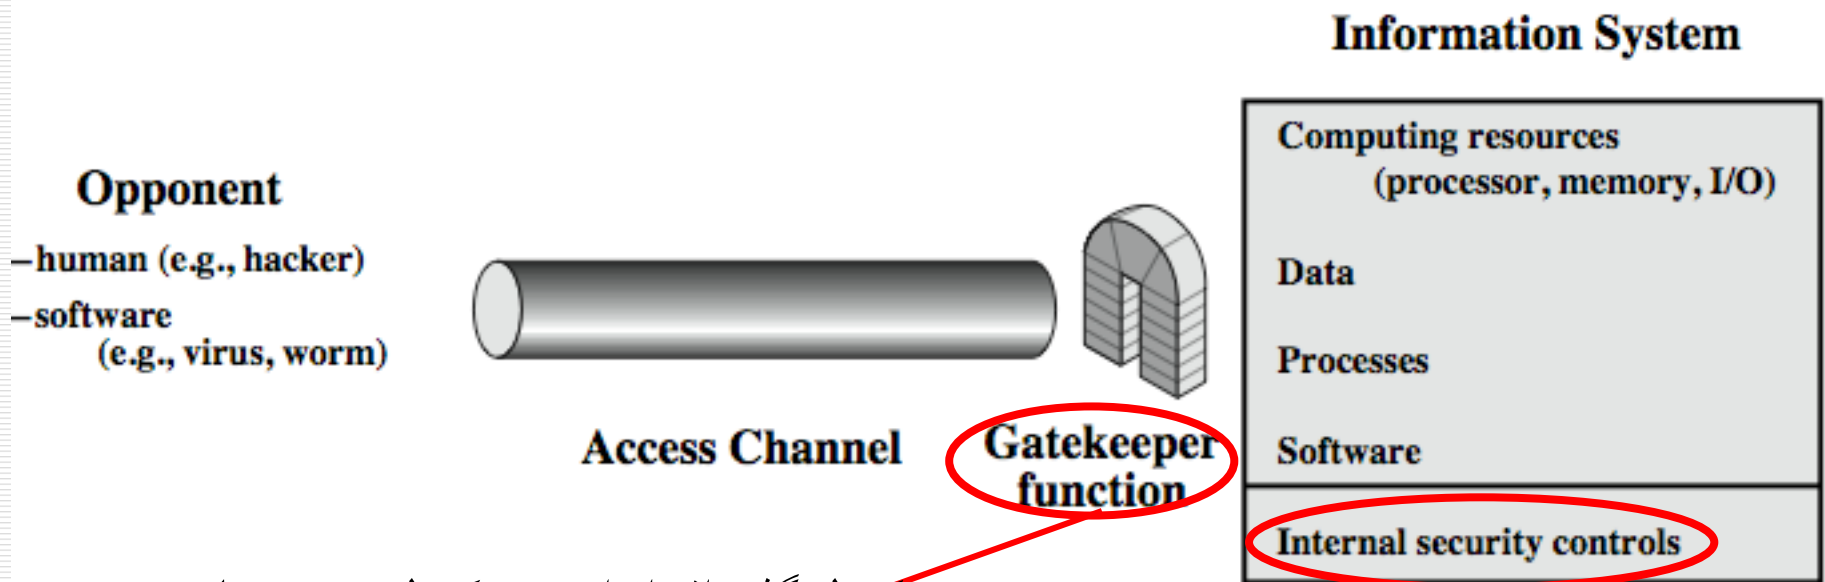 Information System
Opponent
–human (e.g., hacker)
–software
(e.g., virus, worm)
Access Channel
Gatekeeper
function
Computing resources
(processor, memory, I/O)
Data
Processes
Software
Internal security controls